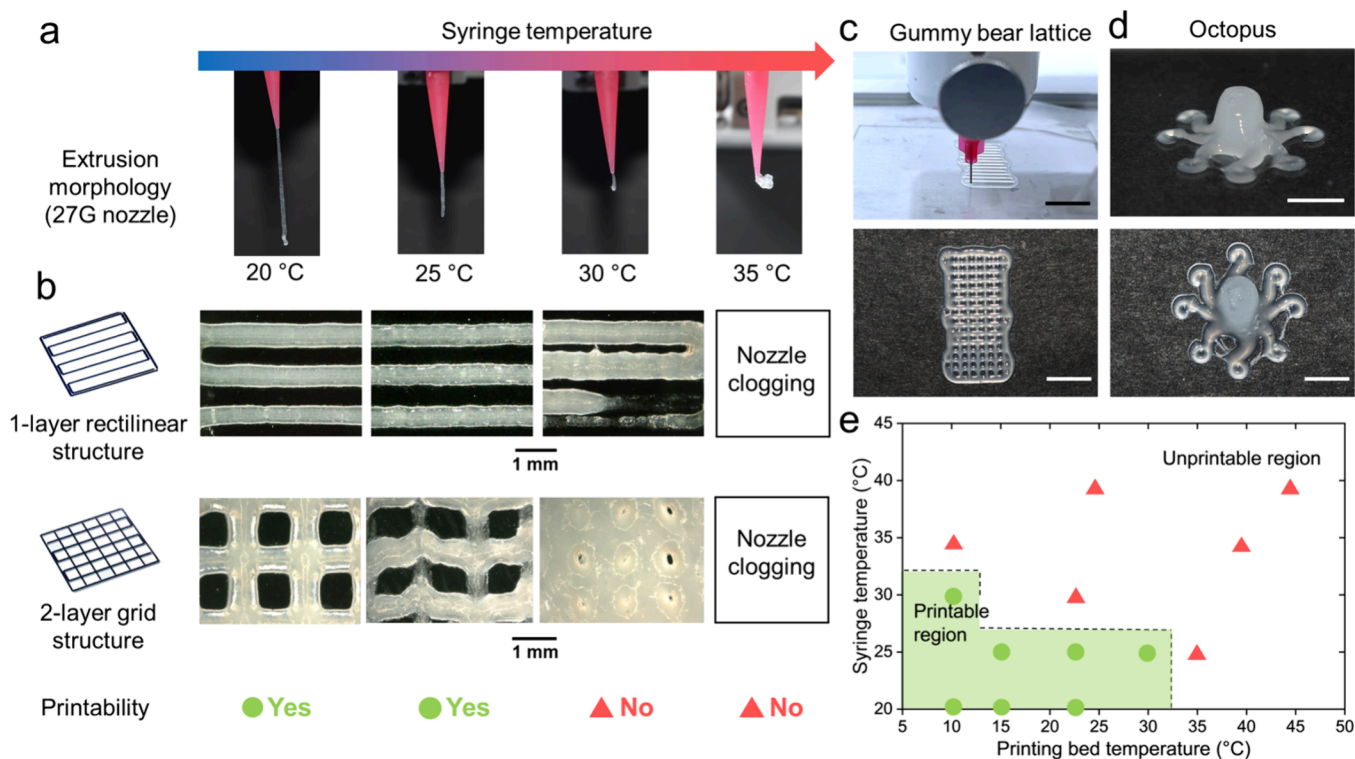 a
Syringe temperature
Extrusion
morphology
(27G nozzle)
20 °C
25 °C
30 °C
35 °C
b
1-layer rectilinear
structure
Nozzle
clogging
1 mm
2-layer grid
structure
Nozzle
clogging
1 mm
Printability
Yes
Yes
No
No
c
Gummy bear lattice
d
Octopus
e
Syringe temperature (°C)
45
40
35
30
25
20
Unprintable region
Printable
region
5
10
15
20
25
30
35
40
45
50
Printing bed temperature (°C)